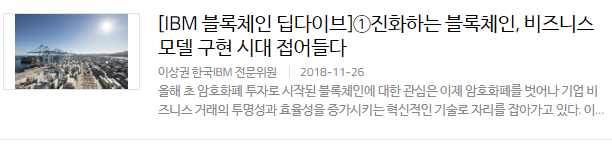 [IBM 블록체인 딥다이브]①진화하는 블록체인, 비즈니스
모델 구현 시대 접어들다
이상권 한국IBM 전문위원 2018-11-26
올해 초 암호화폐 투자로 시작된 블록체인에 대한 관심은 이제 암호화폐를 벗어나 기업 비
즈니스 거래의 투명성과 효율성을 증가시키는 혁신적인 기술로 자리를 잡아가고 있다. 이...